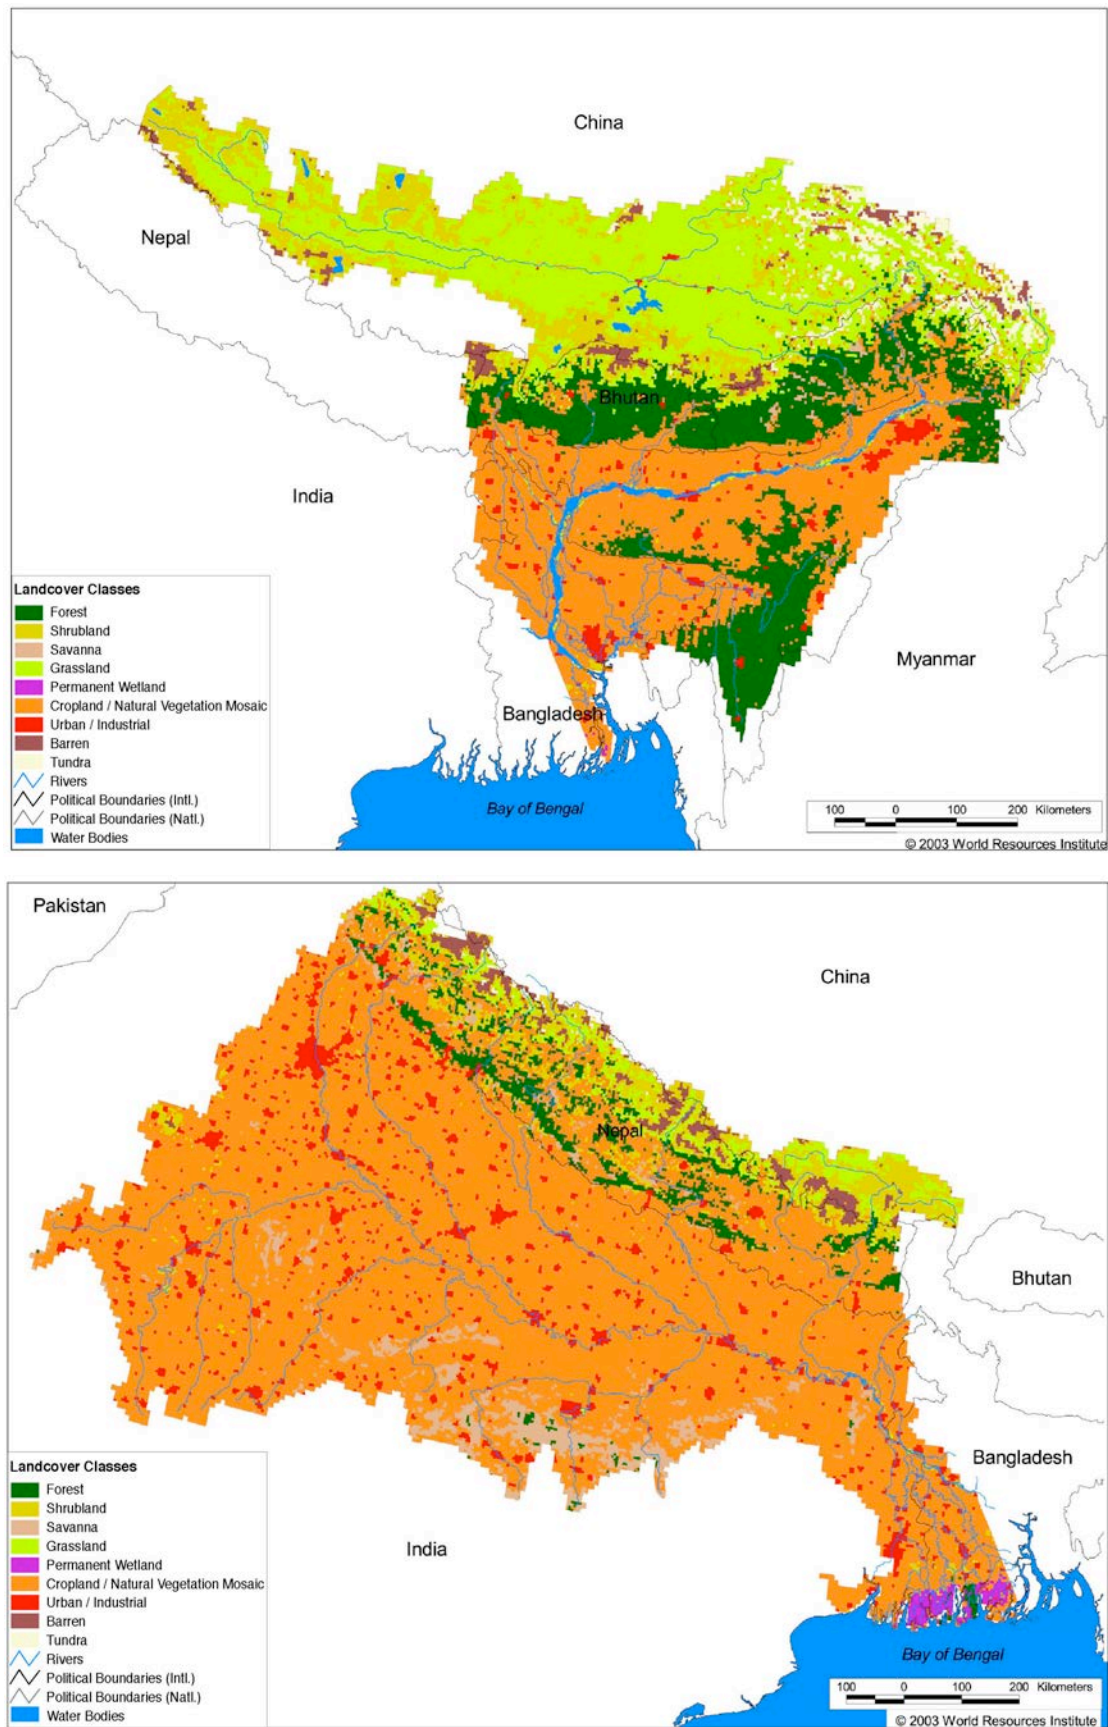 China
Nepal
Bhutan
India
Myanmar
Bangladesh
Bay of Bengal
Landcover Classes
Forest
Shrubland
Savanna
Grassland
Permanent Wetland
Cropland / Natural Vegetation Mosaic
Urban / Industrial
Barren
Tundra
Rivers
Political Boundaries (Intl.)
Political Boundaries (Natl.)
Water Bodies
100 0 100 200 Kilometers
© 2003 World Resources Institute
Pakistan
China
Nepal
Bhutan
Bangladesh
India
Bay of Bengal
Landcover Classes
Forest
Shrubland
Savanna
Grassland
Permanent Wetland
Cropland / Natural Vegetation Mosaic
Urban / Industrial
Barren
Tundra
Rivers
Political Boundaries (Intl.)
Political Boundaries (Natl.)
Water Bodies
100 0 100 200 Kilometers
© 2003 World Resources Institute